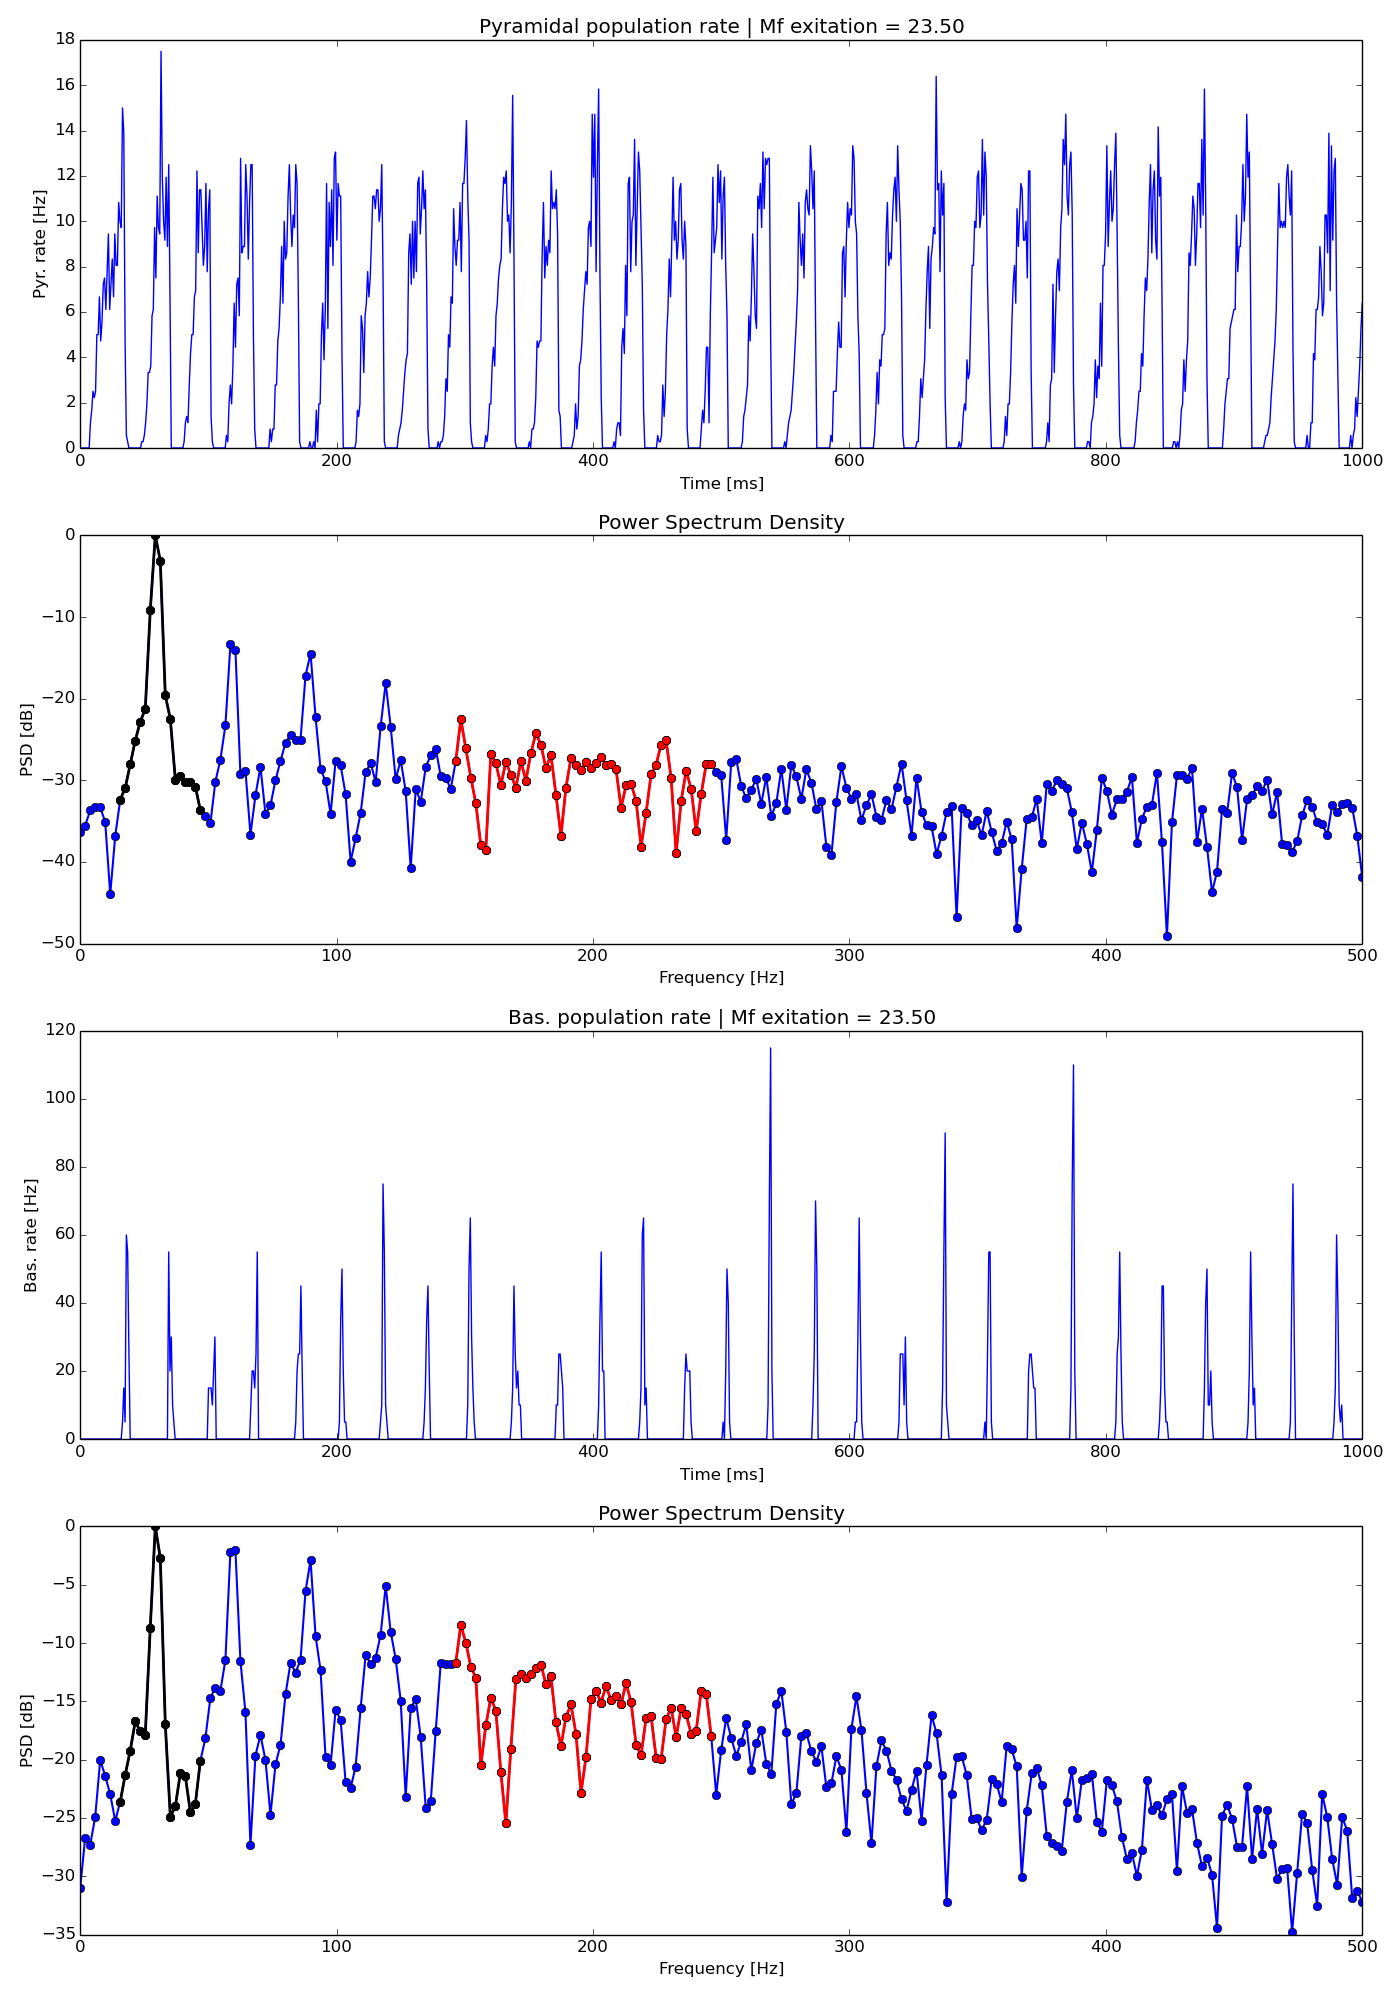 Pyramidal population rate | Mf exitation = 23.50
18
16
14
12
10
8
6
4
2
0
Pyr. rate [Hz]
0 200 400 600 800 1000
Time [ms]
Power Spectrum Density
0
−10
−20
−30
−40
−50
PSD [dB]
0 100 200 300 400 500
Frequency [Hz]
Bas. population rate | Mf exitation = 23.50
120
100
80
60
40
20
0
Bas. rate [Hz]
0 200 400 600 800 1000
Time [ms]
Power Spectrum Density
0
−5
−10
−15
−20
−25
−30
−35
PSD [dB]
0 100 200 300 400 500
Frequency [Hz]